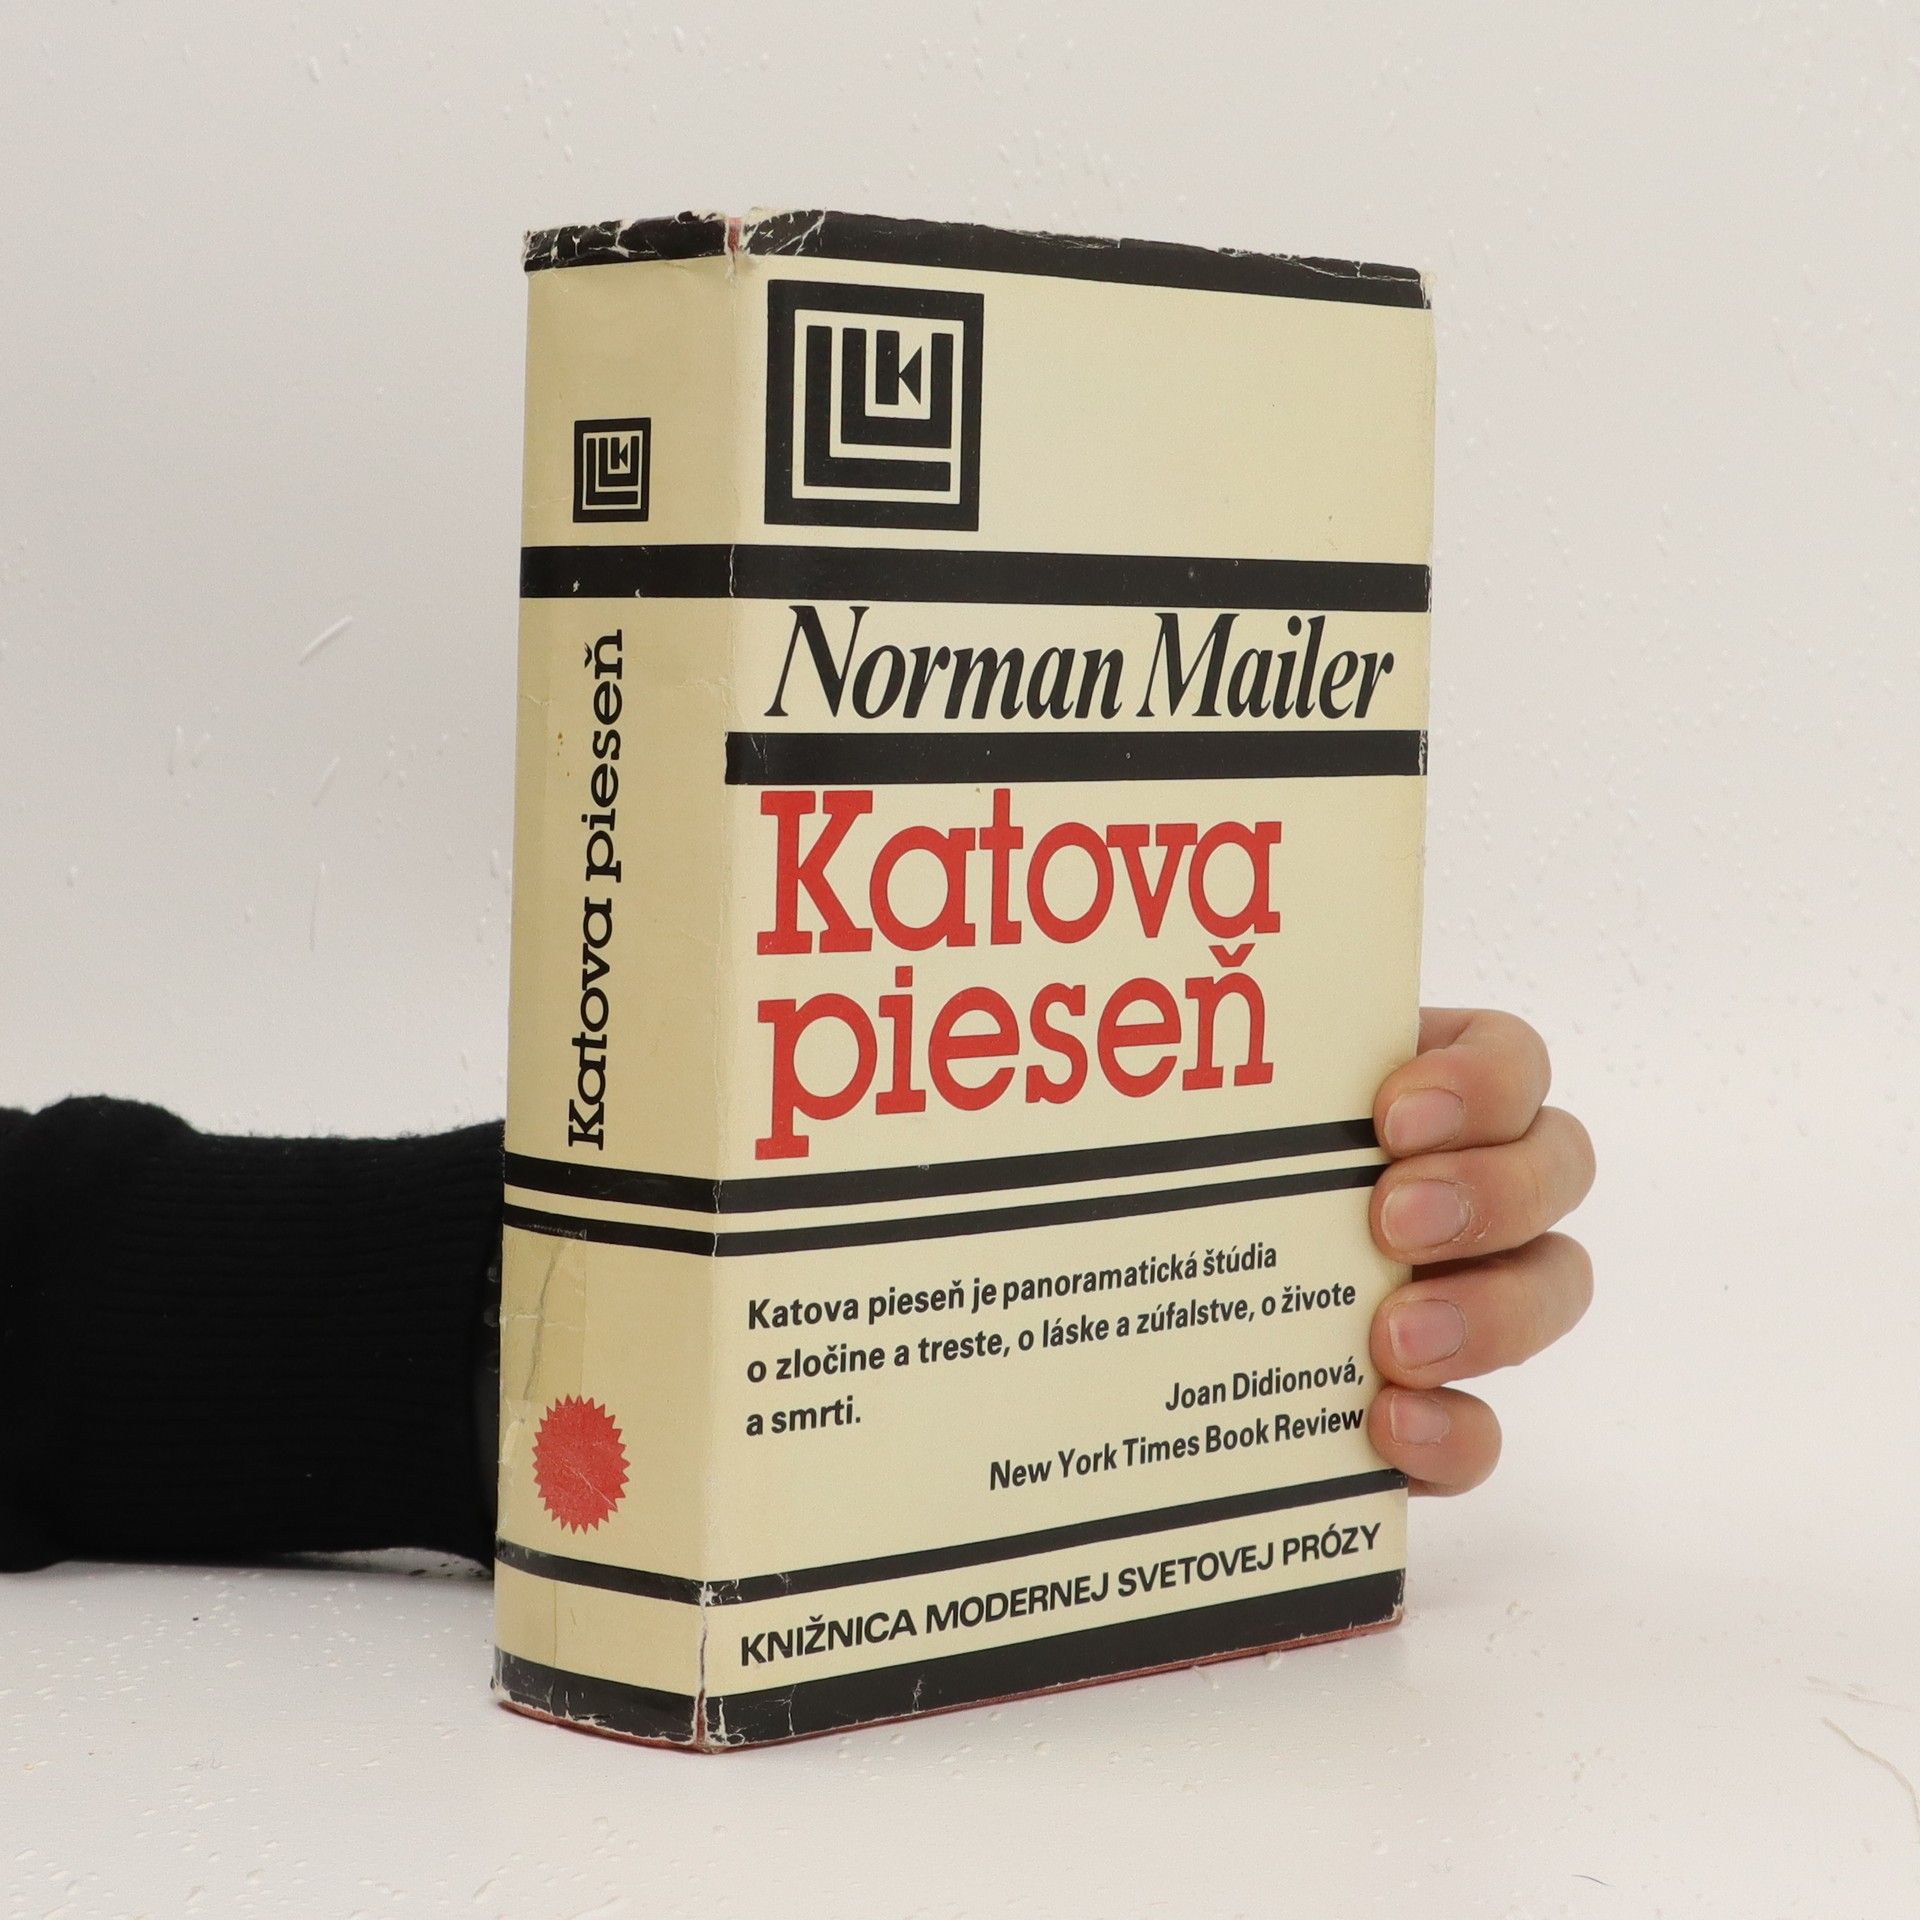 Katova pieseň
Norman Mailer
Katova
pieseň
Katova pieseň je panoramatická štúdia
o zločine a treste, o láske a zúfalstve, o živote
a smrti.
Joan Didionová,
New York Times Book Review
KNIŽNICA MODERNEJ SVETOVEJ PRÓZY